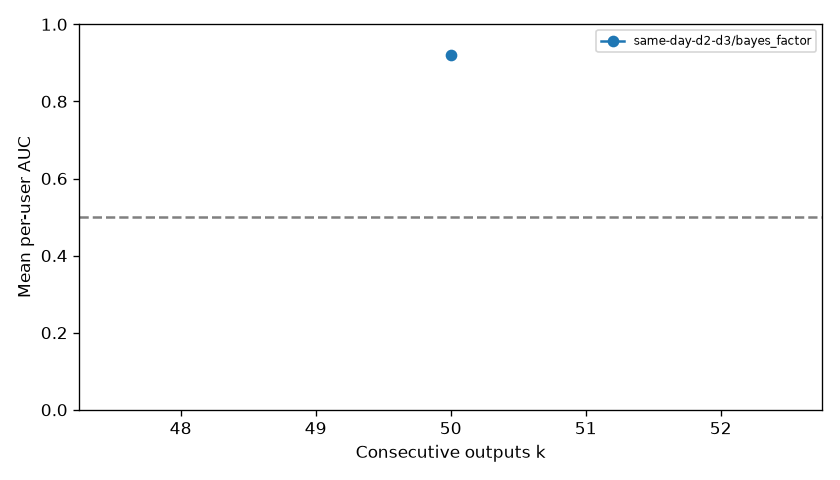 1.0
0.8
0.6
0.4
0.2
0.0
Mean per-user AUC
same-day-d2-d3/bayes_factor
48 49 50 51 52
Consecutive outputs k